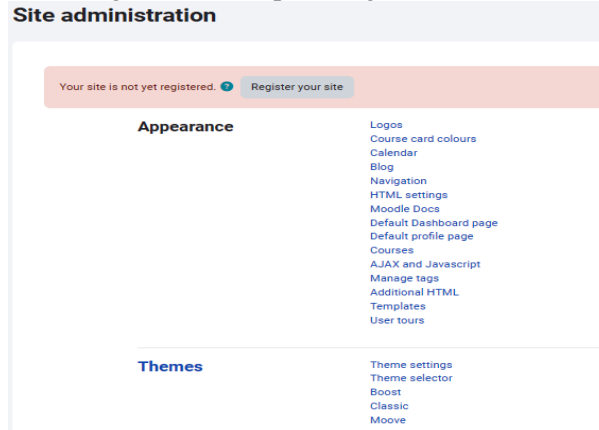 Site administration
Your site is not yet registered. ? Register your site
Appearance
Logos
Course card colours
Calendar
Blog
Navigation
HTML settings
Moodle Docs
Default Dashboard page
Default profile page
Courses
AJAX and Javascript
Manage tags
Additional HTML
Templates
User tours
Themes
Theme settings
Theme selector
Boost
Classic
Moove